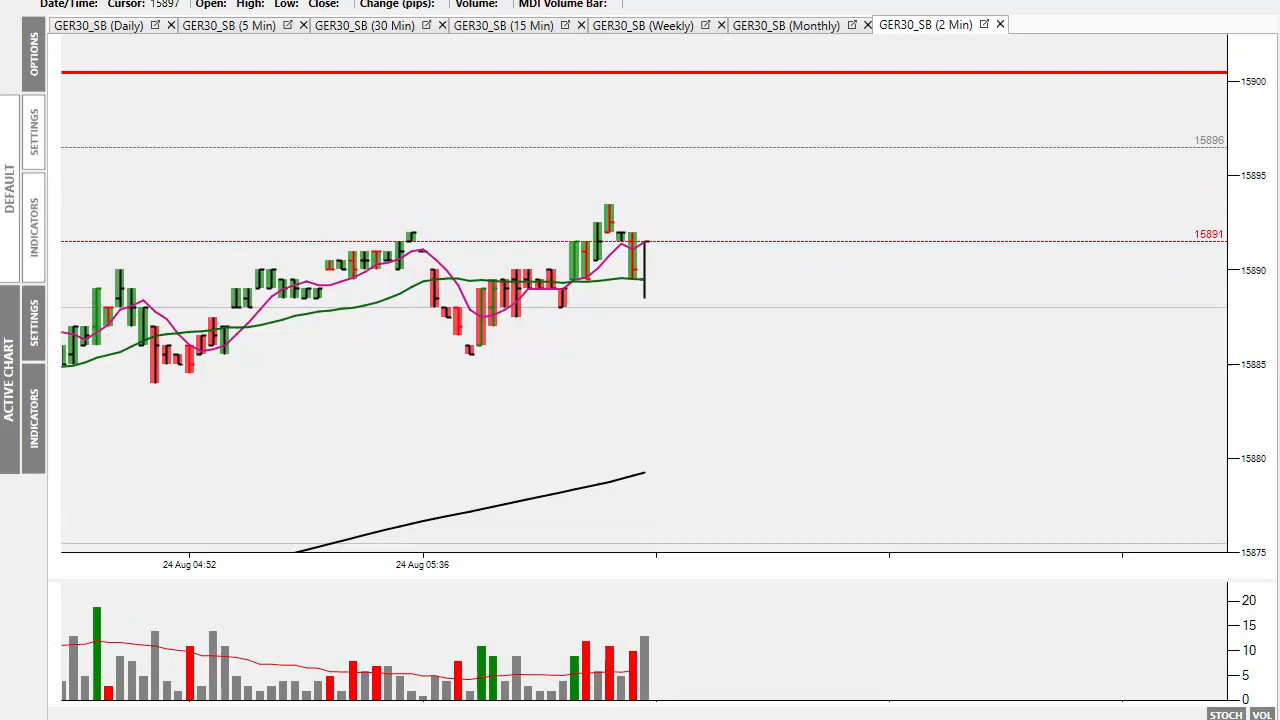 Date/Time: Cursor: 15897 Open: High: Low: Close: Change (pips): Volume: MDI Volume Bar:
GER30_SB (Daily) GER30_SB (5 Min) GER30_SB (30 Min) GER30_SB (15 Min) GER30_SB (Weekly) GER30_SB (Monthly) GER30_SB (2 Min)
OPTIONS
SETTINGS
DEFAULT
INDICATORS
SETTINGS
ACTIVE CHART
INDICATORS
15900
15896
15895
15891
15890
15885
15880
15875
24 Aug 04:52 24 Aug 05:36
20
15
10
5
0
STOCH VOL